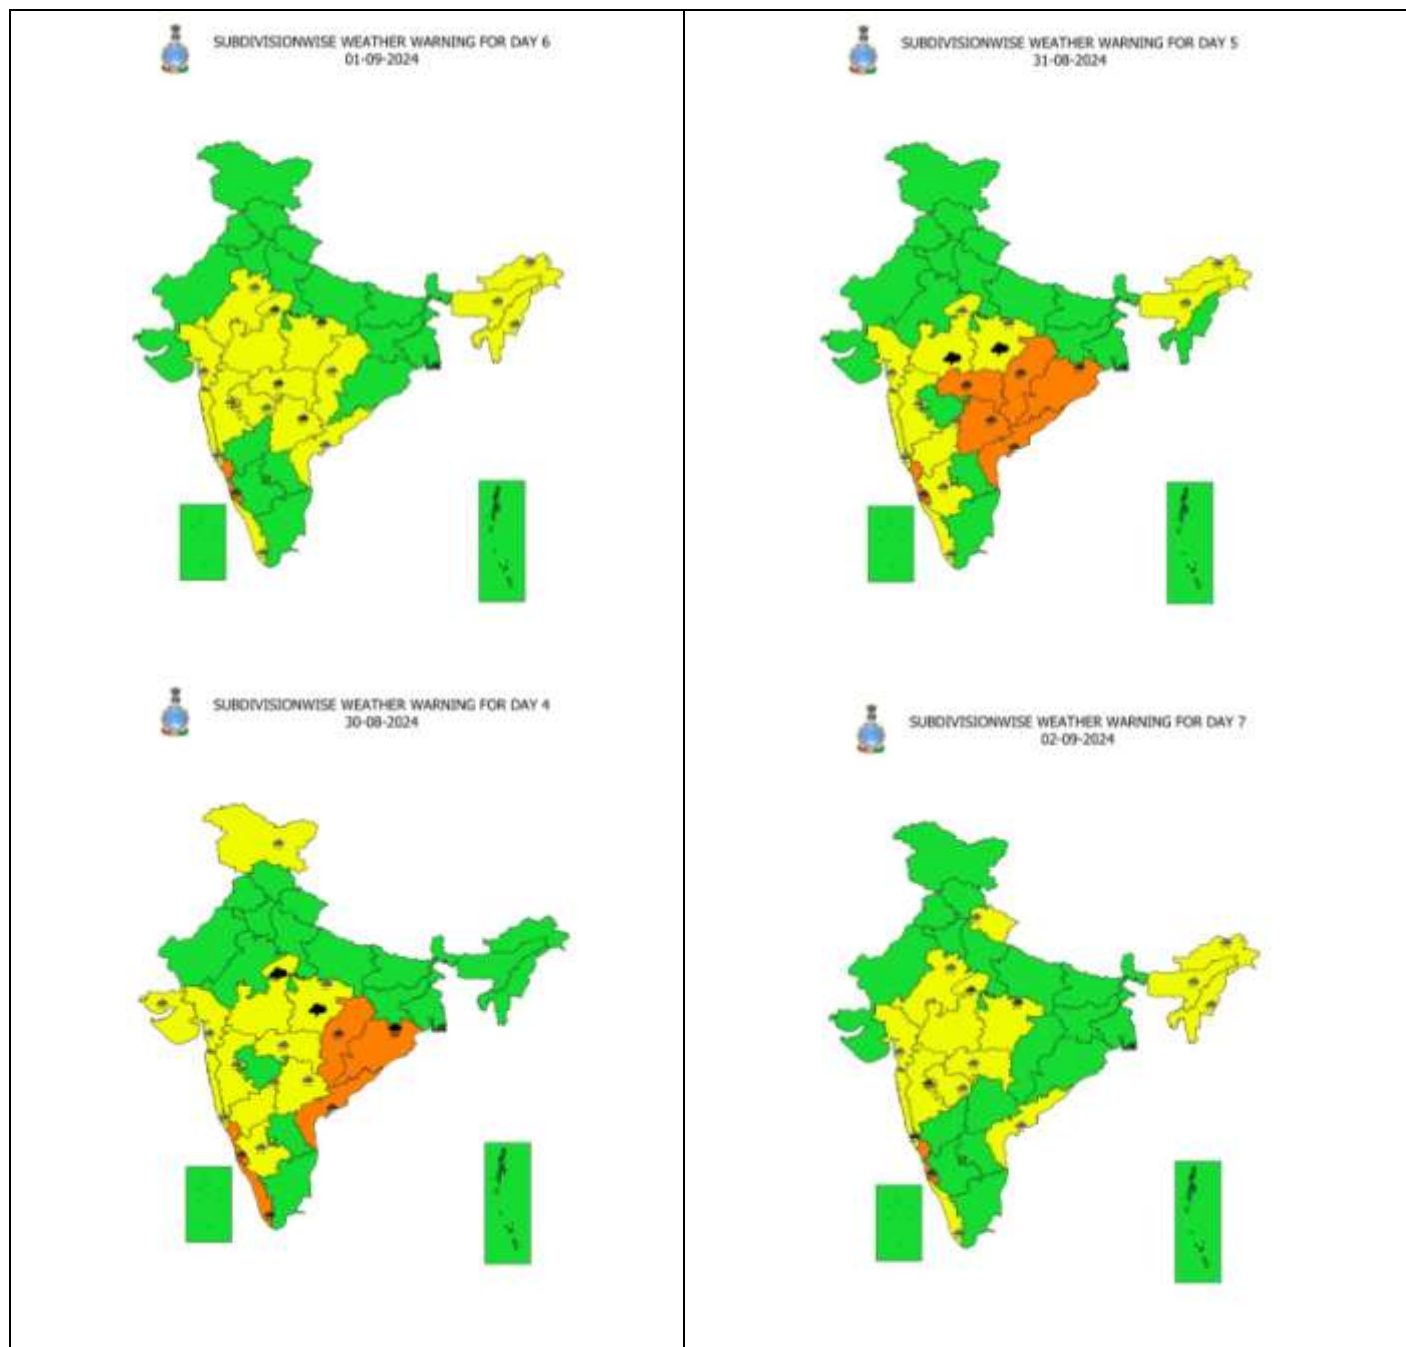 SUBDIVISIONWISE WEATHER WARNING FOR DAY 6
01-09-2024
SUBDIVISIONWISE WEATHER WARNING FOR DAY 5
31-08-2024
SUBDIVISIONWISE WEATHER WARNING FOR DAY 4
30-08-2024
SUBDIVISIONWISE WEATHER WARNING FOR DAY 7
02-09-2024